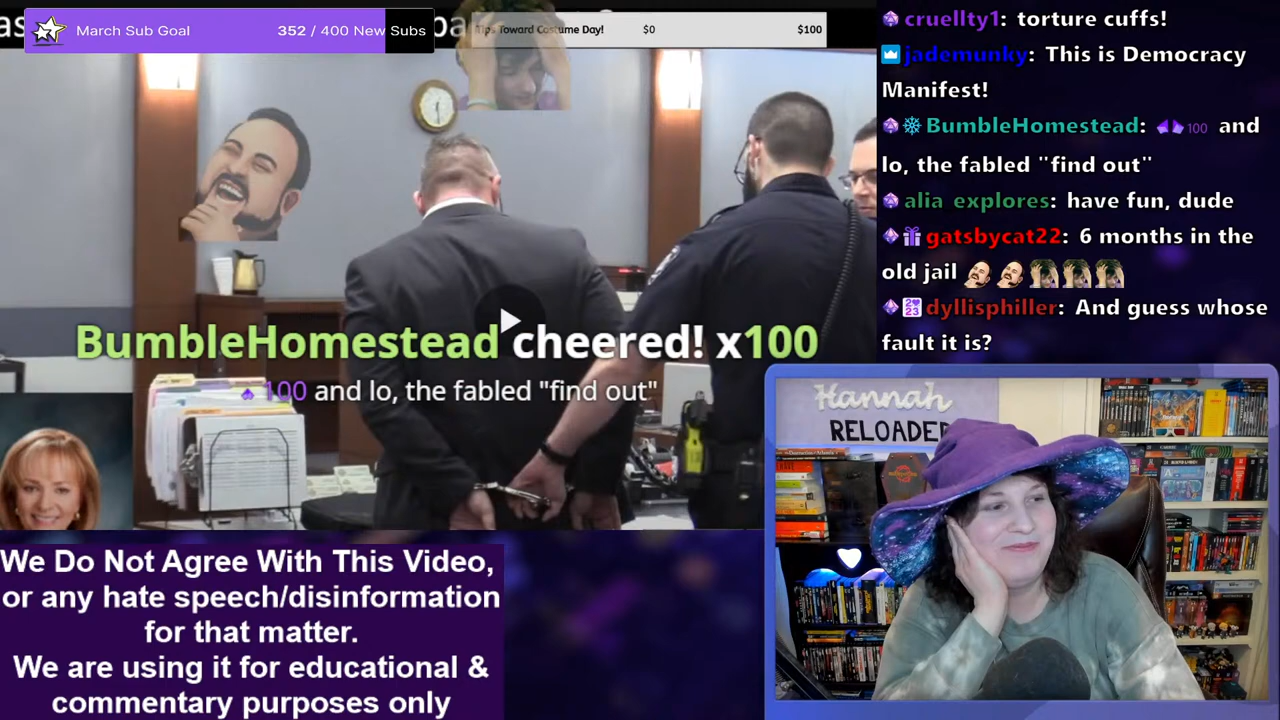 March Sub Goal
352 / 400 New Subs
Tips Toward Costume Day!
$0
$100
BumbleHomestead cheered! x100
100 and lo, the fabled "find out"
We Do Not Agree With This Video,
or any hate speech/disinformation
for that matter.
We are using it for educational &
commentary purposes only
cruellty1: torture cuffs!
jademunky: This is Democracy
Manifest!
BumbleHomestead: 100 and
lo, the fabled "find out"
alia_explores: have fun, dude
gatsbycat22: 6 months in the
old jail
dyllisphiller: And guess whose
fault it is?
Hannah
RELOADED